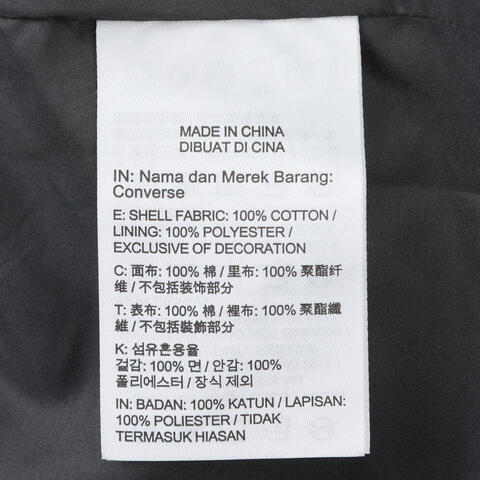 MADE IN CHINA
DIBUAT DI CINA
IN: Nama dan Merek Barang:
Converse
E: SHELL FABRIC: 100% COTTON /
LINING: 100% POLYESTER /
EXCLUSIVE OF DECORATION
C: 面布: 100% 棉 / 里布: 100% 聚酯纤
维 / 不包括装饰部分
T: 表布: 100% 棉 / 裡布: 100% 聚酯纖
維 / 不包括裝飾部分
K: 섬유혼용율
겉감: 100% 면 / 안감: 100%
폴리에스터 / 장식 제외
IN: BADAN: 100% KATUN / LAPISAN:
100% POLIESTER / TIDAK
TERMASUK HIASAN